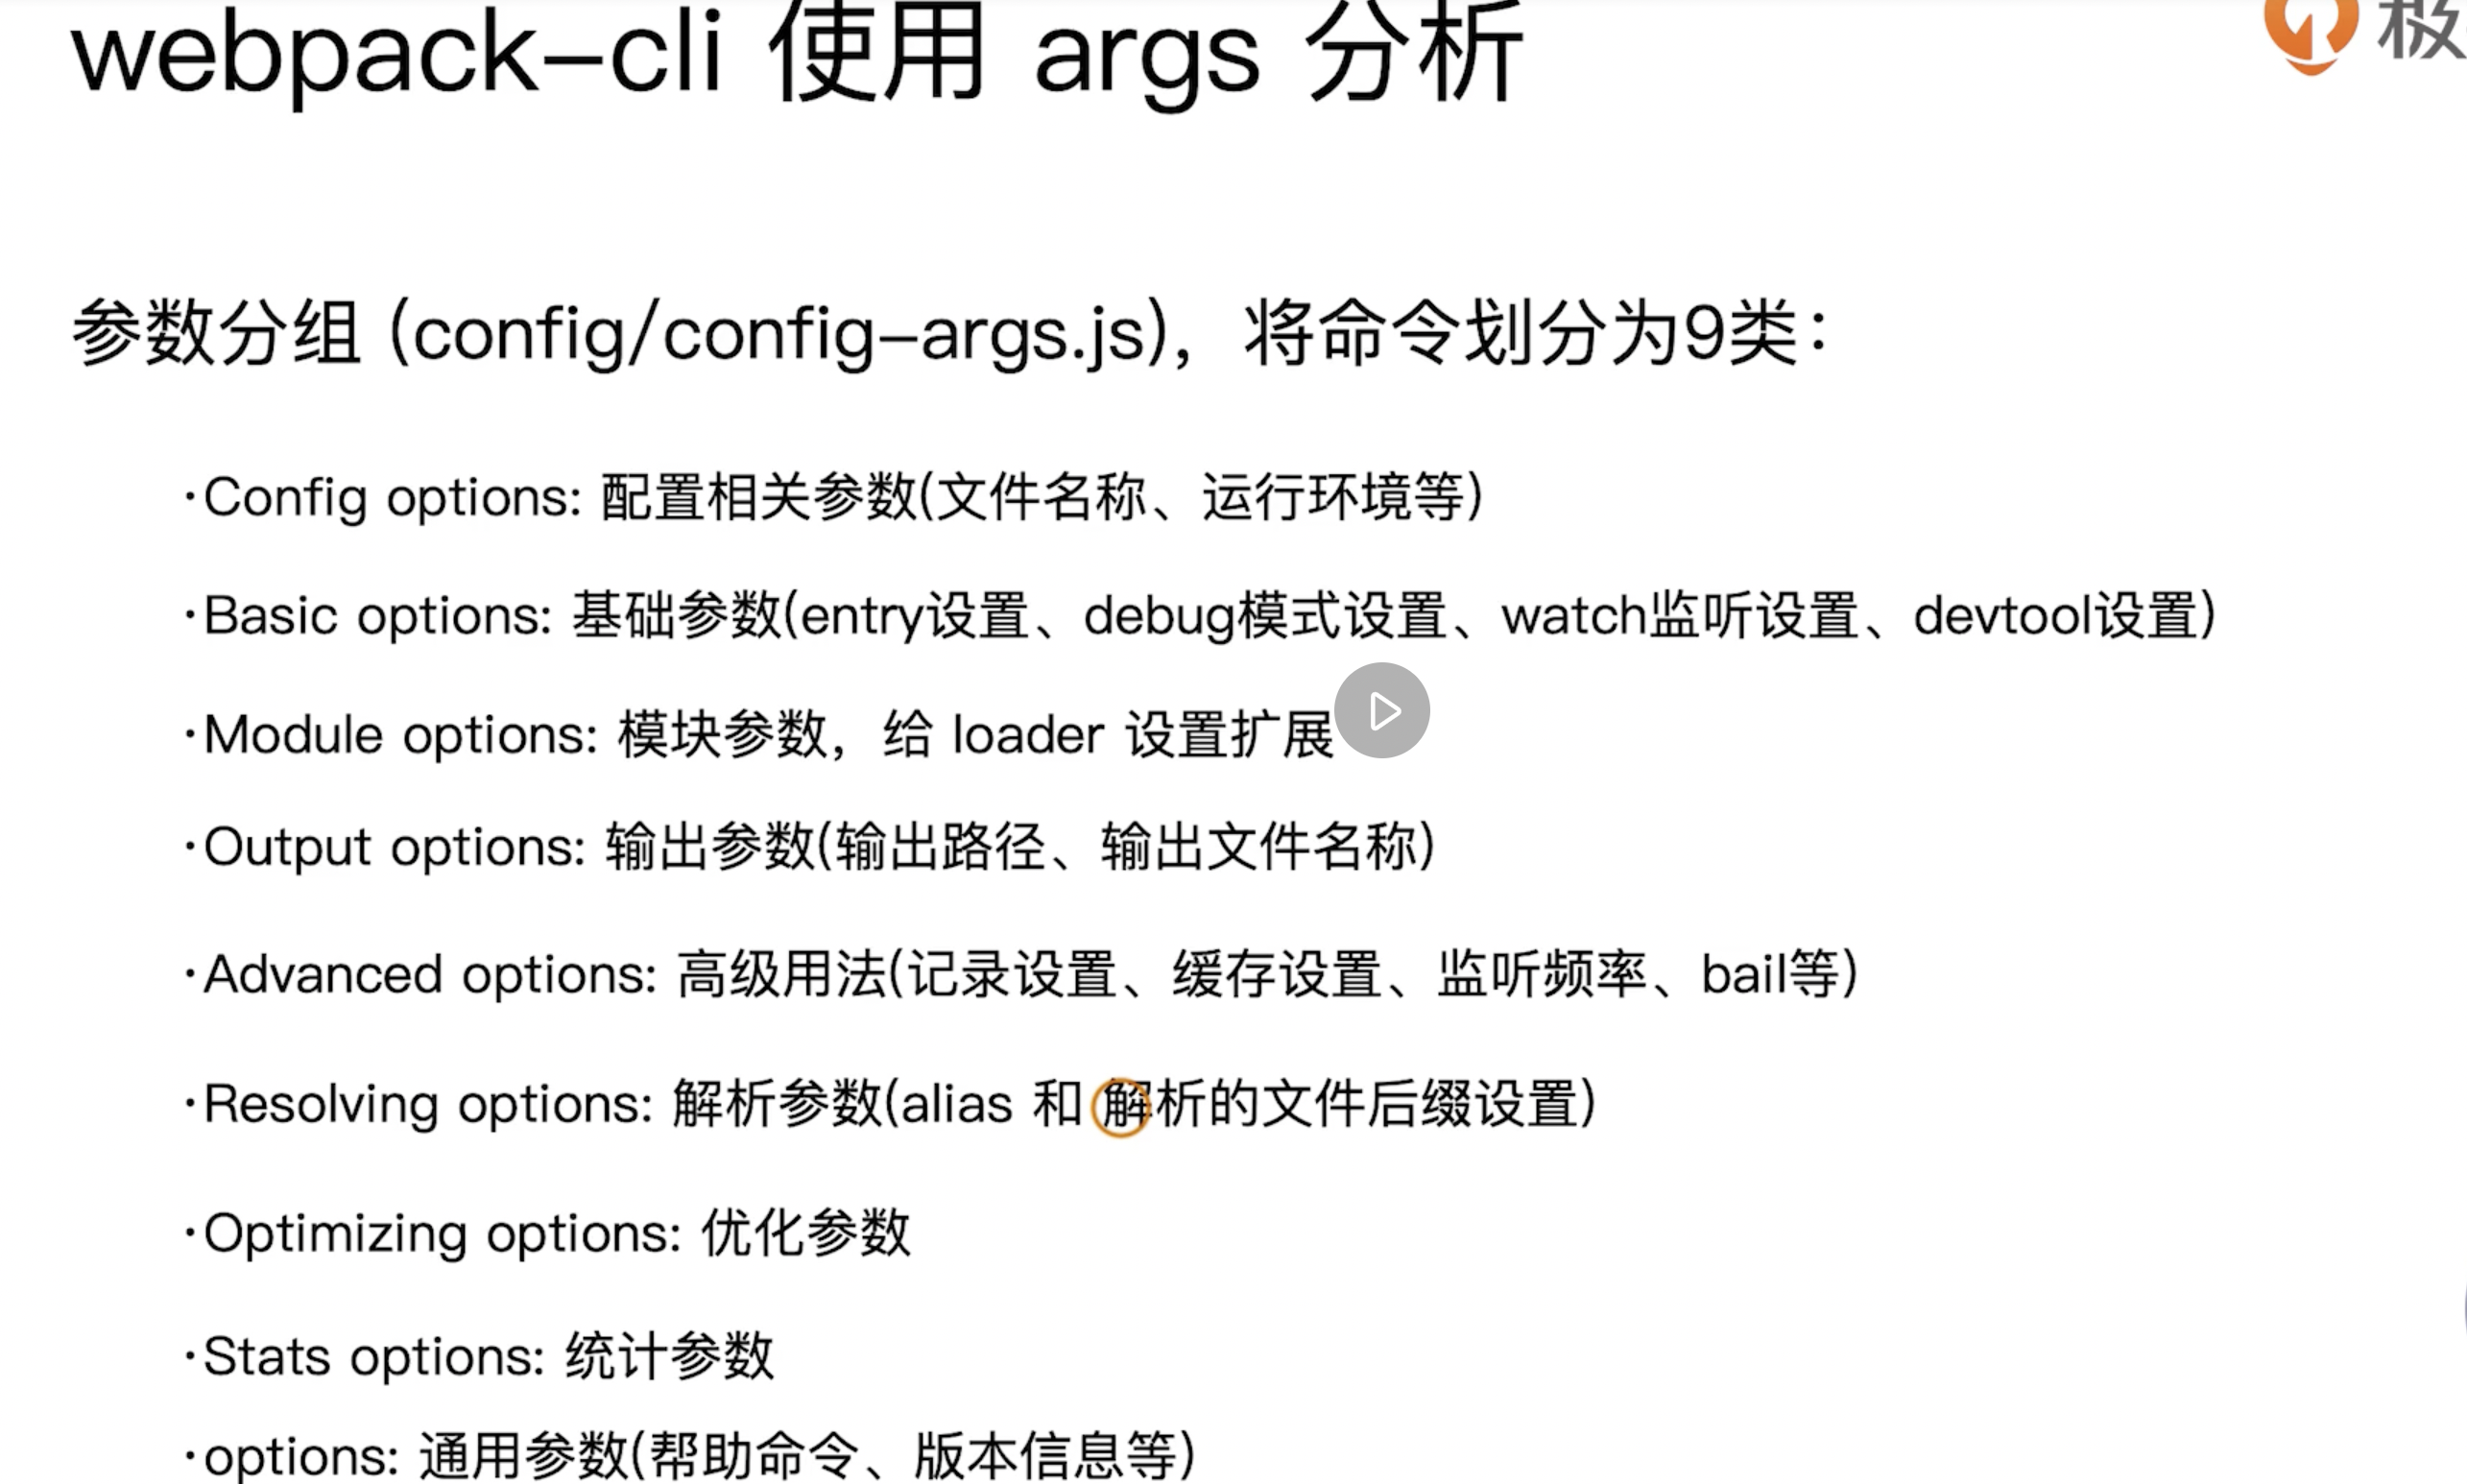 webpack-cli 使用 args 分析
极
参数分组 (config/config-args.js)，将命令划分为9类：
·Config options: 配置相关参数(文件名称、运行环境等)
·Basic options: 基础参数(entry设置、debug模式设置、watch监听设置、devtool设置)
·Module options: 模块参数，给 loader 设置扩展
·Output options: 输出参数(输出路径、输出文件名称)
·Advanced options: 高级用法(记录设置、缓存设置、监听频率、bail等)
·Resolving options: 解析参数(alias 和 解析的文件后缀设置)
·Optimizing options: 优化参数
·Stats options: 统计参数
·options: 通用参数(帮助命令、版本信息等)